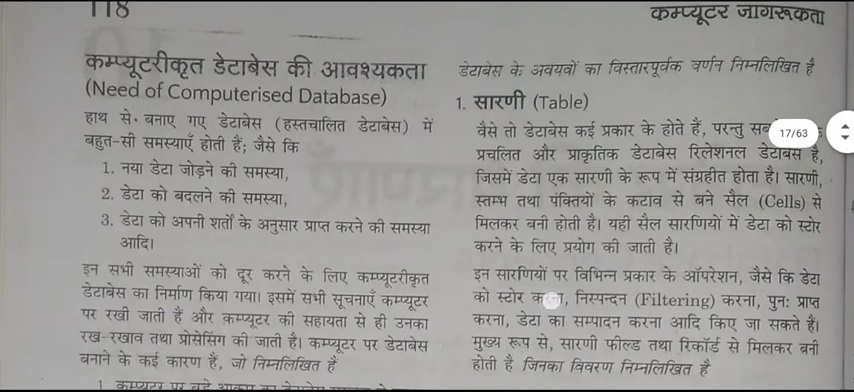 118
कम्प्यूटर जागरूकता
कम्प्यूटरीकृत डेटाबेस की आवश्यकता
(Need of Computerised Database)
हाथ से बनाए गए डेटाबेस (हस्तचालित डेटाबेस) में
बहुत-सी समस्याएँ होती हैं; जैसे कि
1. नया डेटा जोड़ने की समस्या,
2. डेटा को बदलने की समस्या,
3. डेटा को अपनी शर्तों के अनुसार प्राप्त करने की समस्या
आदि।
इन सभी समस्याओं को दूर करने के लिए कम्प्यूटरीकृत
डेटाबेस का निर्माण किया गया। इसमें सभी सूचनाएँ कम्प्यूटर
पर रखी जाती हैं और कम्प्यूटर की सहायता से ही उनका
रख-रखाव तथा प्रोसेसिंग की जाती है। कम्प्यूटर पर डेटाबेस
बनाने के कई कारण हैं, जो निम्नलिखित हैं
1. कम्प्यूटर पर बड़े आकार का
डेटाबेस के अवयवों का विस्तारपूर्वक वर्णन निम्नलिखित है
1. सारणी (Table)
वैसे तो डेटाबेस कई प्रकार के होते हैं, परन्तु
प्रचलित और प्राकृतिक डेटाबेस रिलेशनल डेटाबेस है,
जिसमें डेटा एक सारणी के रूप में संग्रहीत होता है। सारणी,
स्तम्भ तथा पंक्तियों के कटाव से बने सैल (Cells) से
मिलकर बनी होती है। यही सैल सारणियों में डेटा को स्टोर
करने के लिए प्रयोग की जाती है।
इन सारणियों पर विभिन्न प्रकार के ऑपरेशन, जैसे कि डेटा
को स्टोर करना, निस्पन्दन (Filtering) करना, पुनः प्राप्त
करना, डेटा का सम्पादन करना आदि किए जा सकते हैं।
मुख्य रूप से, सारणी फील्ड तथा रिकॉर्ड से मिलकर बनी
होती है जिनका विवरण निम्नलिखित है
17/63